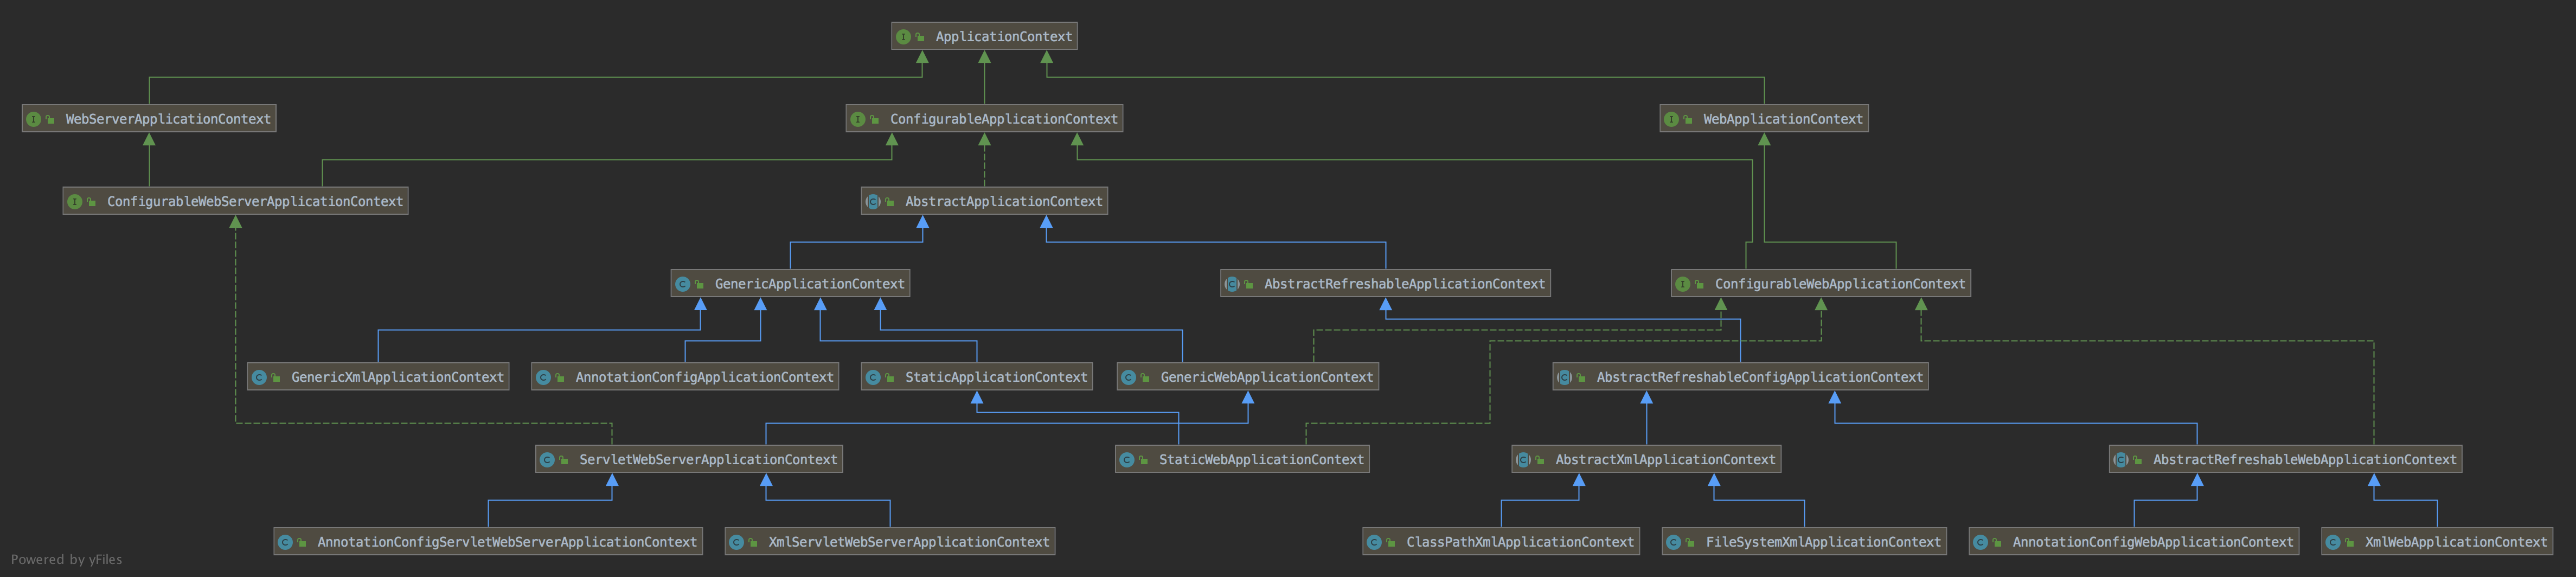 ApplicationContext
WebServerApplicationContext
ConfigurableApplicationContext
WebApplicationContext
ConfigurableWebServerApplicationContext
AbstractApplicationContext
GenericApplicationContext
AbstractRefreshableApplicationContext
ConfigurableWebApplicationContext
GenericXmlApplicationContext
AnnotationConfigApplicationContext
StaticApplicationContext
GenericWebApplicationContext
AbstractRefreshableConfigApplicationContext
ServletWebServerApplicationContext
StaticWebApplicationContext
AbstractXmlApplicationContext
AbstractRefreshableWebApplicationContext
AnnotationConfigServletWebServerApplicationContext
XmlServletWebServerApplicationContext
ClassPathXmlApplicationContext
FileSystemXmlApplicationContext
AnnotationConfigWebApplicationContext
XmlWebApplicationContext
Powered by yFiles